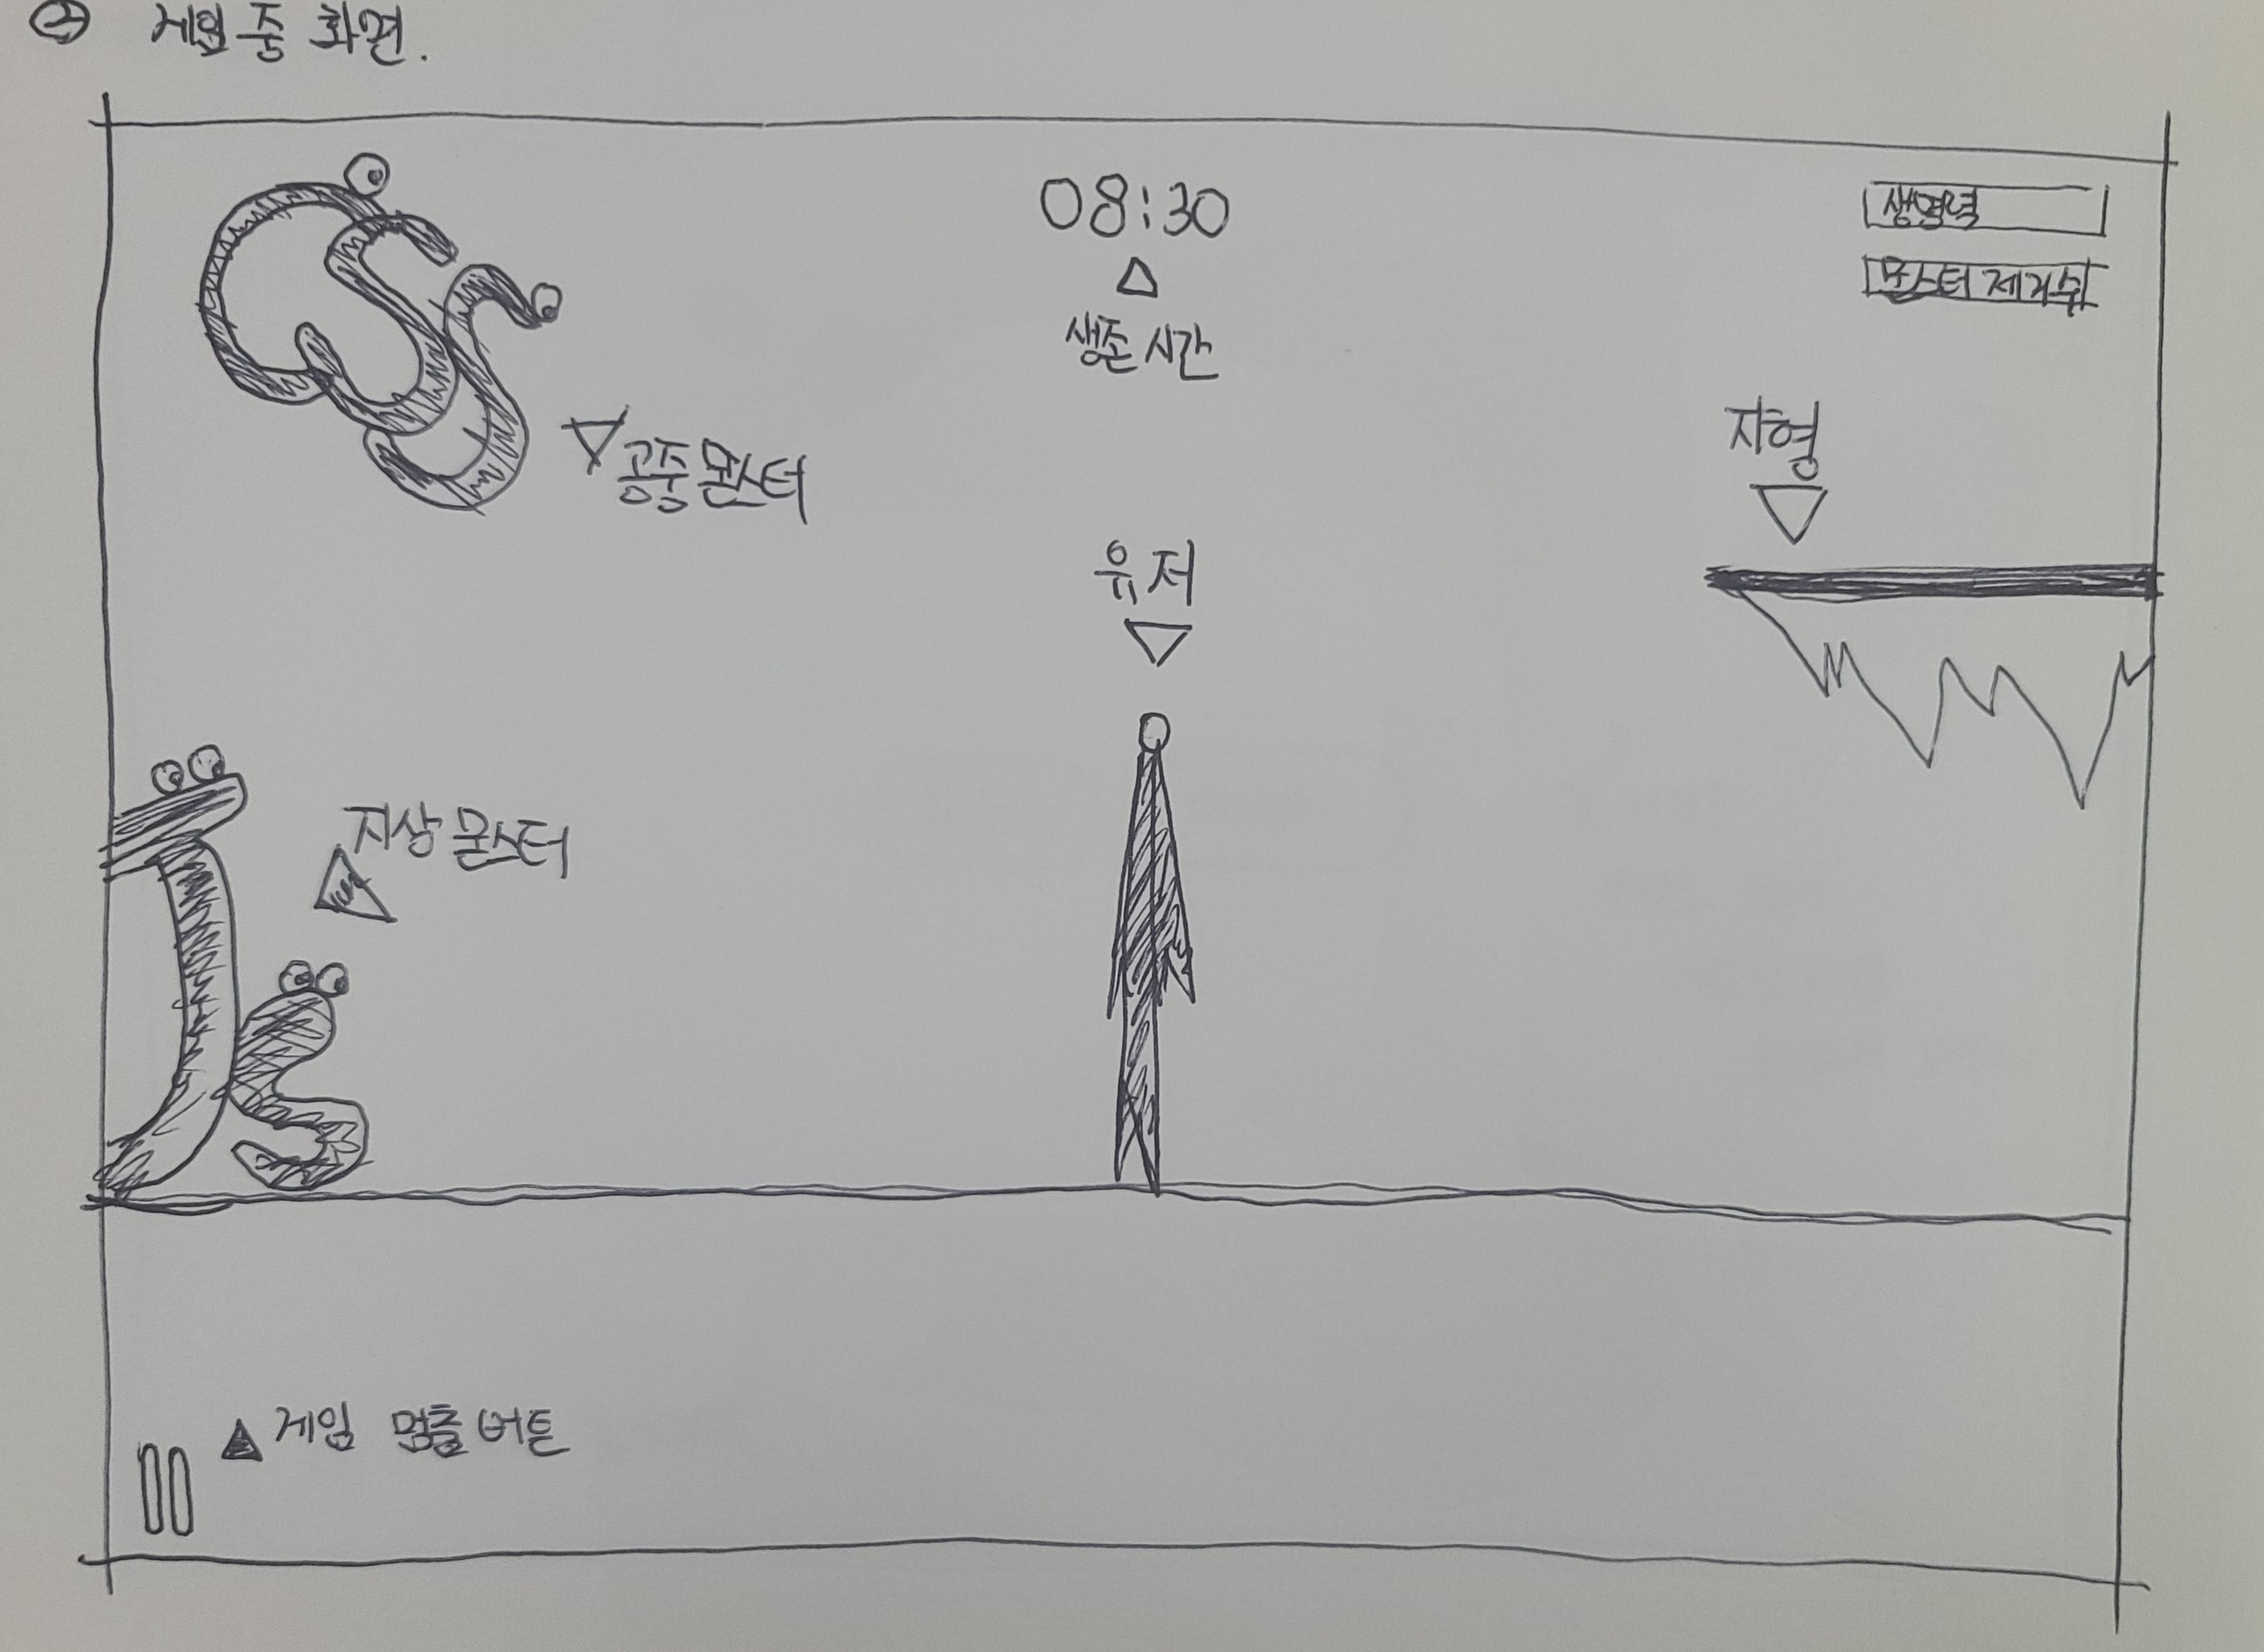 ② 게임 중 화면.
08:30
생존 시간
생명력
몬스터 제거수
공중 몬스터
지형
유저
지상 몬스터
게임 멈춤 버튼